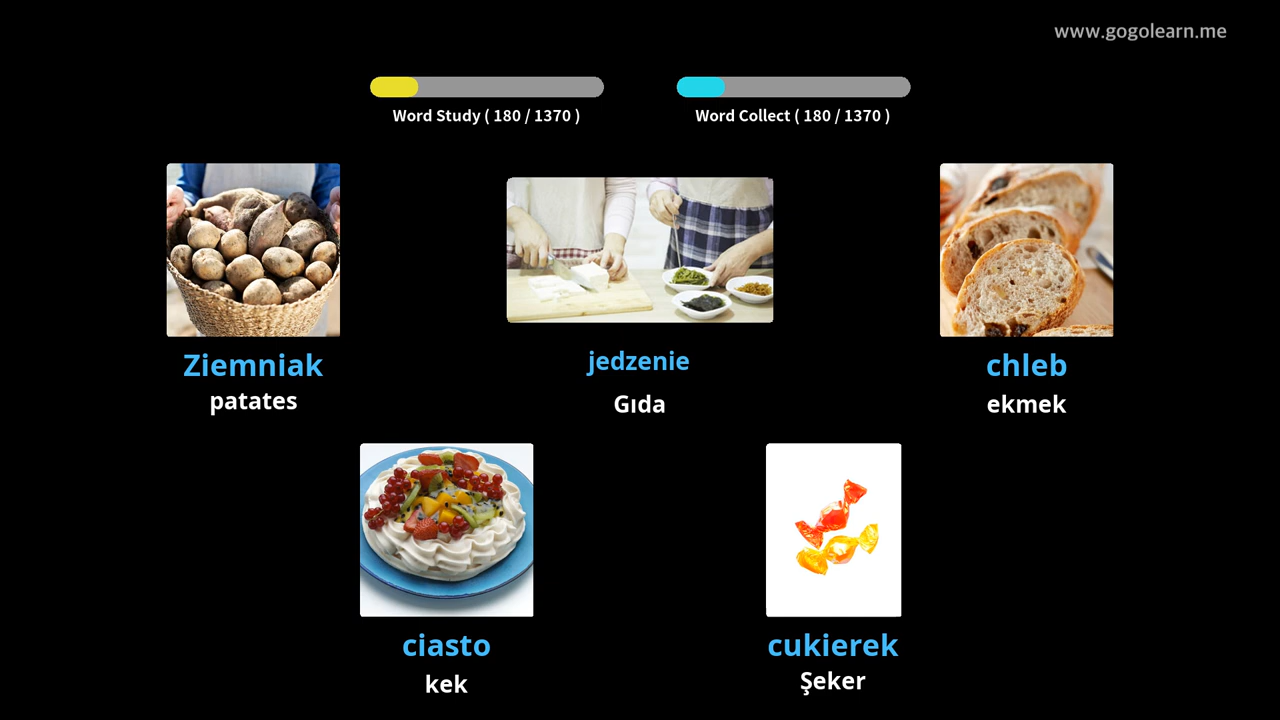 www.gogolearn.me
Word Study ( 180 / 1370 )
Word Collect ( 180 / 1370 )
Ziemniak
patates
jedzenie
Gıda
chleb
ekmek
ciasto
kek
cukierek
Şeker